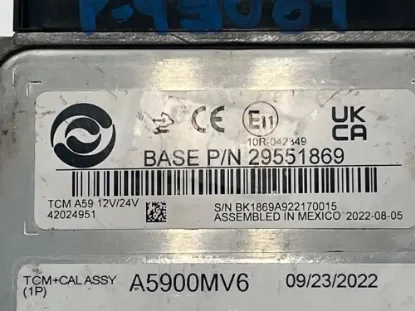 CE E11 UK CA
10R-042349
BASE P/N 29551869
TCM A59 12V/24V
42024951
S/N BK1869A922170015
ASSEMBLED IN MEXICO 2022-08-05
TCM+CAL ASSY
(1P)
A5900MV6 09/23/2022